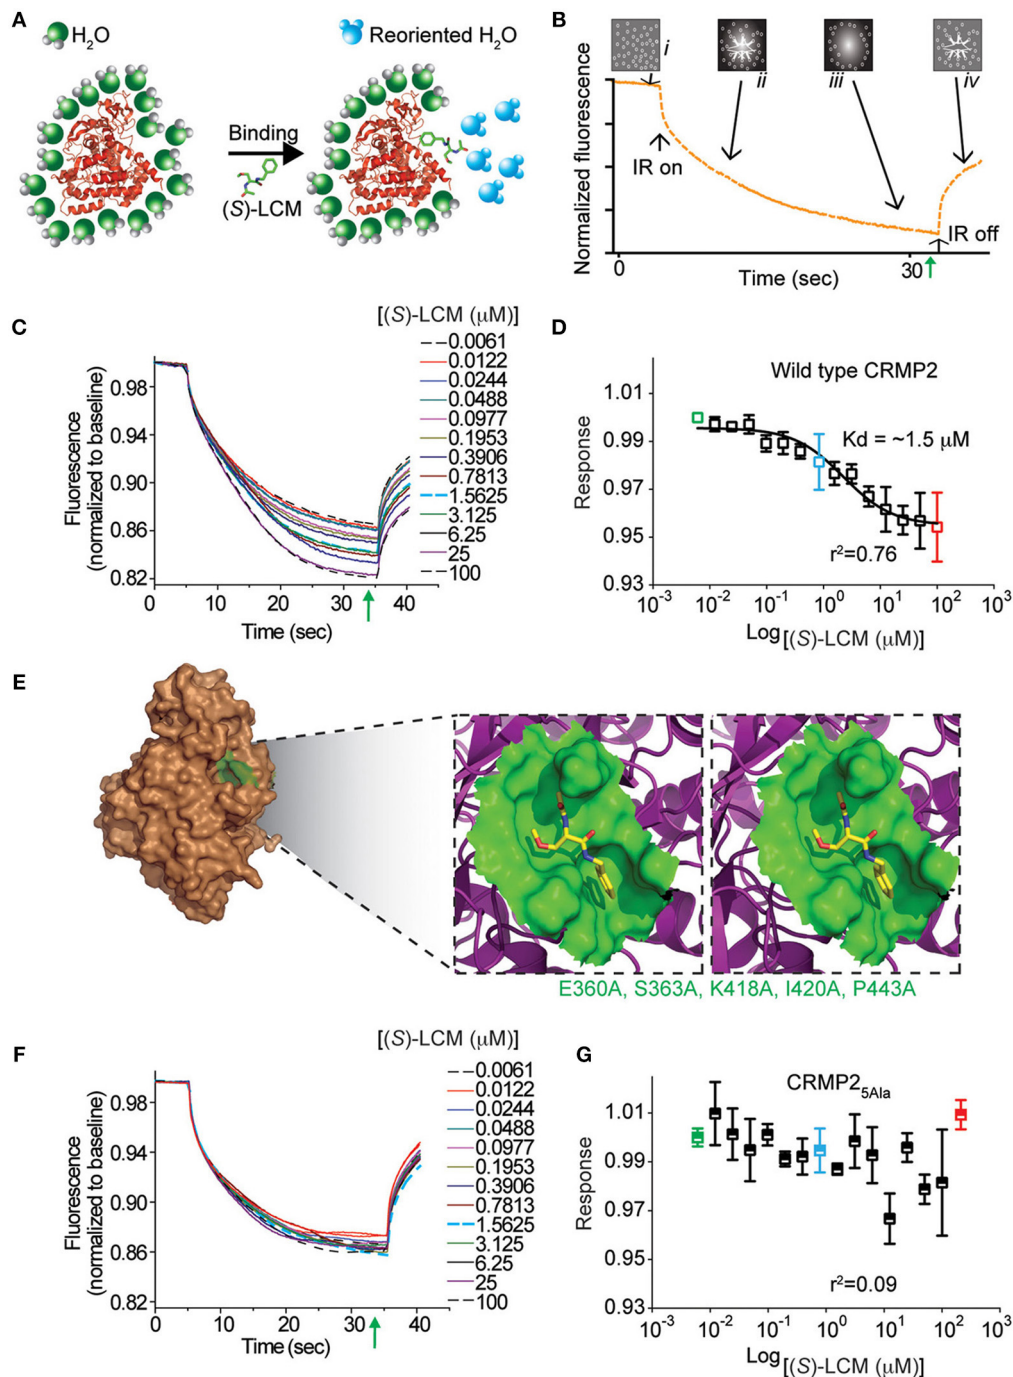 A
H2O
Reoriented H2O
Binding
(S)-LCM
B
i
ii
iii
iv
Normalized fluorescence
IR on
IR off
0
30
Time (sec)
C
[(S)-LCM (μM)]
Fluorescence
(normalized to baseline)
0.98
0.94
0.90
0.86
0.82
0
10
20
30
40
Time (sec)
0.0061
0.0122
0.0244
0.0488
0.0977
0.1953
0.3906
0.7813
1.5625
3.125
6.25
25
100
D
Wild type CRMP2
Response
1.01
0.99
0.97
0.95
0.93
Kd = ~1.5 μM
r2=0.76
10-3
10-2
10-1
100
101
102
103
Log[(S)-LCM (μM)]
E
E360A, S363A, K418A, I420A, P443A
F
[(S)-LCM (μM)]
Fluorescence
(normalized to baseline)
0.98
0.94
0.90
0.86
0.82
0
10
20
30
40
Time (sec)
0.0061
0.0122
0.0244
0.0488
0.0977
0.1953
0.3906
0.7813
1.5625
3.125
6.25
25
100
G
CRMP25Ala
Response
1.01
0.99
0.97
0.95
0.93
r2=0.09
10-3
10-2
10-1
100
101
102
103
Log[(S)-LCM (μM)]